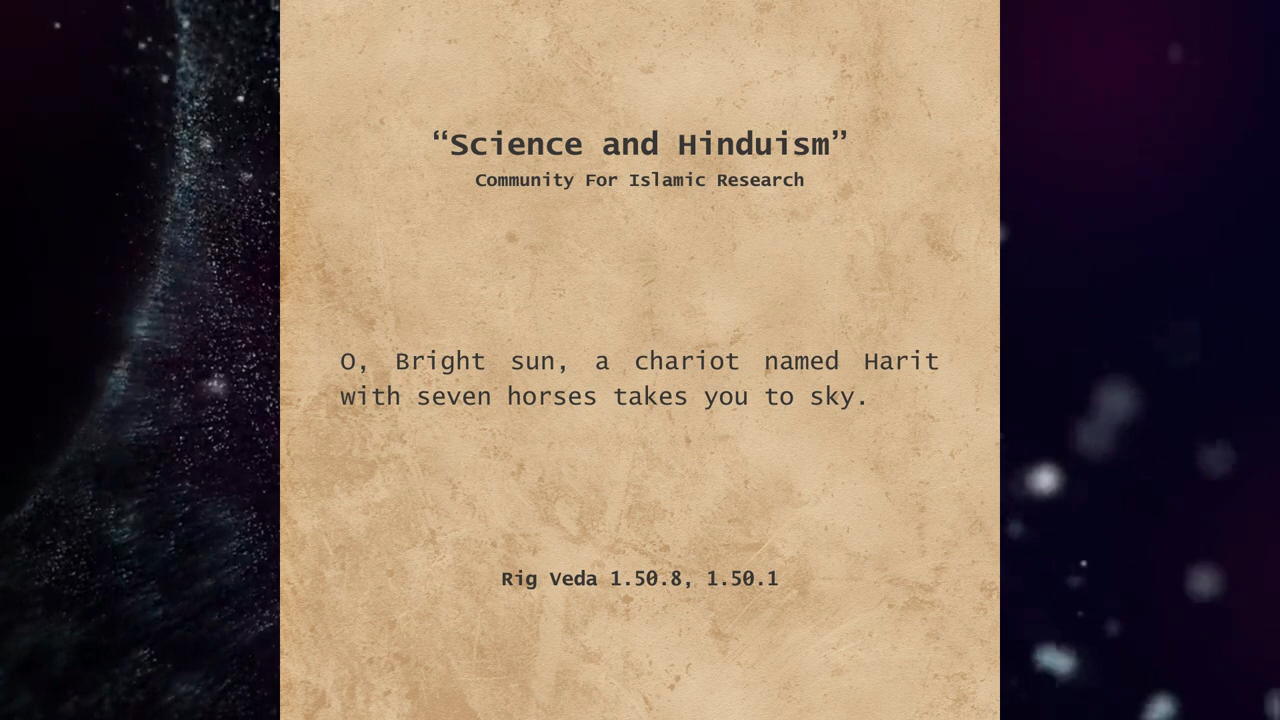 “Science and Hinduism”
Community For Islamic Research
O, Bright sun, a chariot named Harit
with seven horses takes you to sky.
Rig Veda 1.50.8, 1.50.1